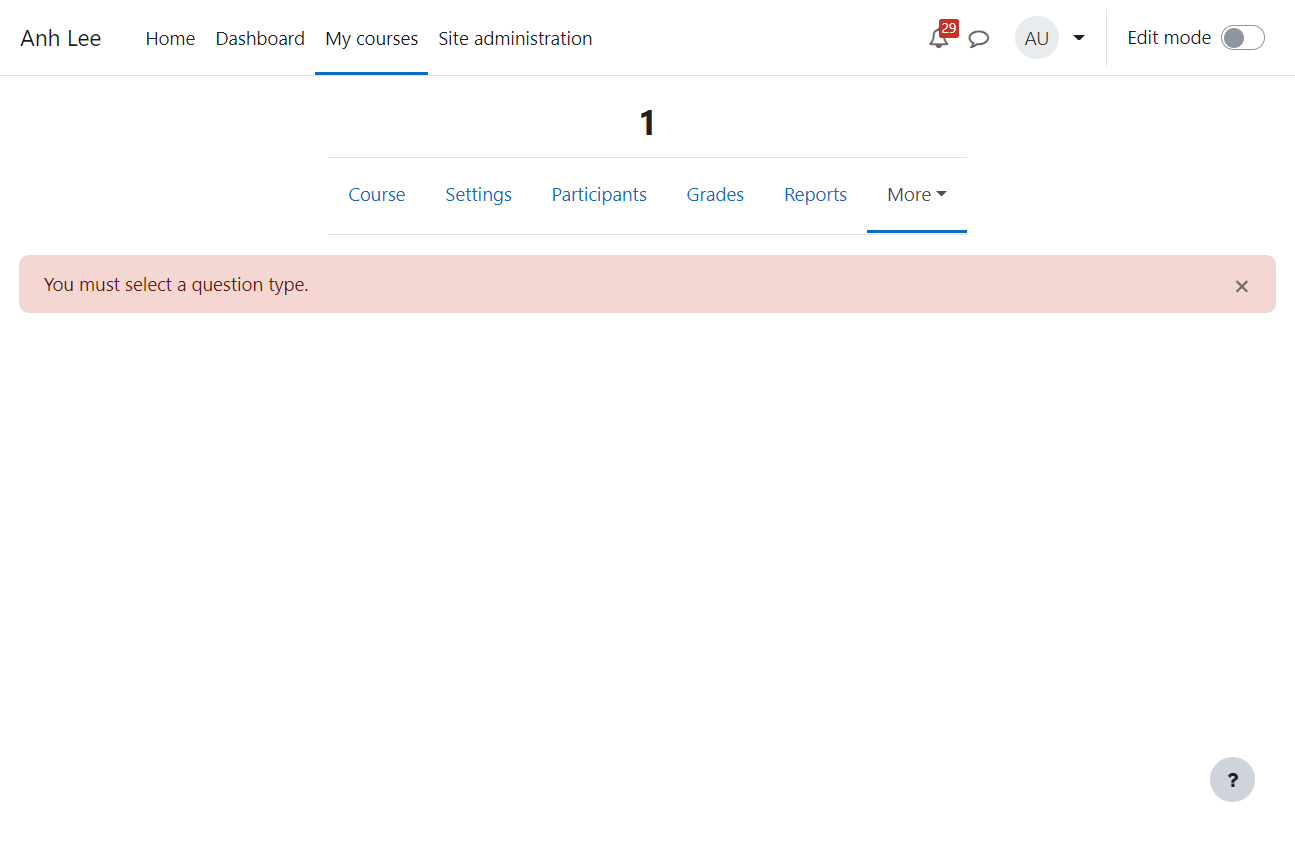 Anh Lee Home Dashboard My courses Site administration 29 AU Edit mode
1
Course Settings Participants Grades Reports More
You must select a question type. ×
?